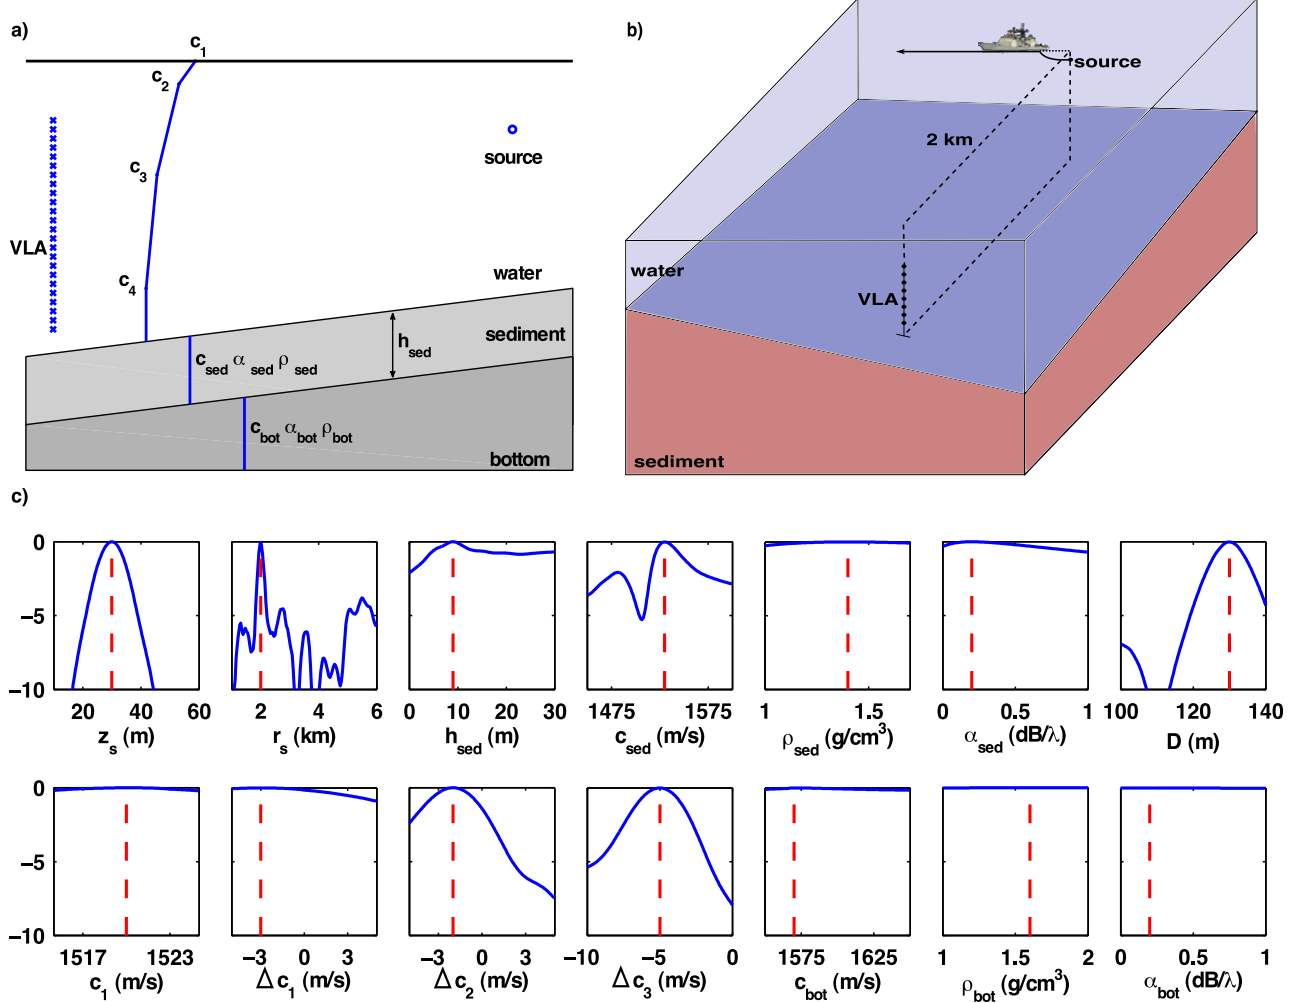 a)
c1
c2
c3
c4
VLA
source
water
sediment
hsed
csed αsed ρsed
cbot αbot ρbot
bottom
b)
source
2 km
water
VLA
sediment
c)
0
−5
−10
20 40 60
zs (m)
2 4 6
rs (km)
0 10 20 30
hsed (m)
1475 1575
csed (m/s)
1 1.5
ρsed (g/cm3)
0 0.5 1
αsed (dB/λ)
100 120 140
D (m)
0
−5
−10
1517 1523
c1 (m/s)
−3 0 3
Δc1 (m/s)
−3 0 3
Δc2 (m/s)
−10 −5 0
Δc3 (m/s)
1575 1625
cbot (m/s)
1 1.5 2
ρbot (g/cm3)
0 0.5 1
αbot (dB/λ)